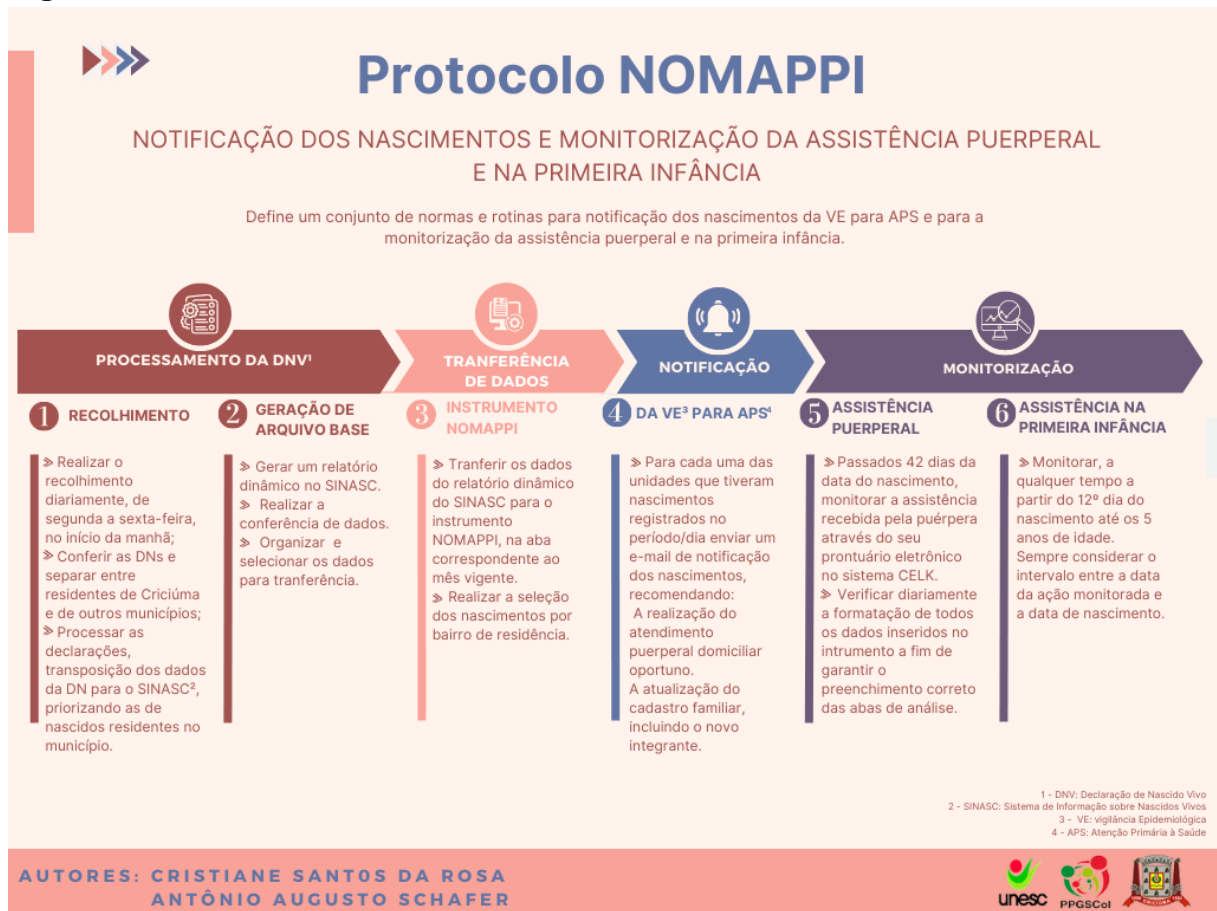 Protocolo NOMAPPI
NOTIFICAÇÃO DOS NASCIMENTOS E MONITORIZAÇÃO DA ASSISTÊNCIA PUERPERAL
E NA PRIMEIRA INFÂNCIA
Define um conjunto de normas e rotinas para notificação dos nascimentos da VE para APS e para a
monitorização da assistência puerperal e na primeira infância.
PROCESSAMENTO DA DNV¹
TRANFERÊNCIA
DE DADOS
NOTIFICAÇÃO
MONITORIZAÇÃO
1 RECOLHIMENTO
⪢ Realizar o
recolhimento
diariamente, de
segunda a sexta-feira,
no início da manhã;
⪢ Conferir as DNs e
separar entre
residentes de Criciúma
e de outros municípios;
⪢ Processar as
declarações,
transposição dos dados
da DN para o SINASC²,
priorizando as de
nascidos residentes no
município.
2 GERAÇÃO DE
ARQUIVO BASE
⪢ Gerar um relatório
dinâmico no SINASC.
⪢ Realizar a
conferência de dados.
⪢ Organizar e
selecionar os dados
para tranferência.
3 INSTRUMENTO
NOMAPPI
⪢ Tranferir os dados
do relatório dinâmico
do SINASC para o
instrumento
NOMAPPI, na aba
correspondente ao
mês vigente.
⪢ Realizar a seleção
dos nascimentos por
bairro de residência.
4 DA VE³ PARA APS⁴
⪢ Para cada uma das
unidades que tiveram
nascimentos
registrados no
período/dia enviar um
e-mail de notificação
dos nascimentos,
recomendando:
A realização do
atendimento
puerperal domiciliar
oportuno.
A atualização do
cadastro familiar,
incluindo o novo
integrante.
5 ASSISTÊNCIA
PUERPERAL
⪢ Passados 42 dias da
data do nascimento,
monitorar a assistência
recebida pela puérpera
através do seu
prontuário eletrônico
no sistema CELK.
⪢ Verificar diariamente
a formatação de todos
os dados inseridos no
intrumento a fim de
garantir o
preenchimento correto
das abas de análise.
6 ASSISTÊNCIA NA
PRIMEIRA INFÂNCIA
⪢ Monitorar, a
qualquer tempo a
partir do 12º dia do
nascimento até os 5
anos de idade.
Sempre considerar o
intervalo entre a data
da ação monitorada e
a data de nascimento.
1 - DNV: Declaração de Nascido Vivo
2 - SINASC: Sistema de Informação sobre Nascidos Vivos
3 - VE: vigilância Epidemiológica
4 - APS: Atenção Primária à Saúde
AUTORES: CRISTIANE SANT0S DA ROSA
ANTÔNIO AUGUSTO SCHAFER
unesc
PPGSCol